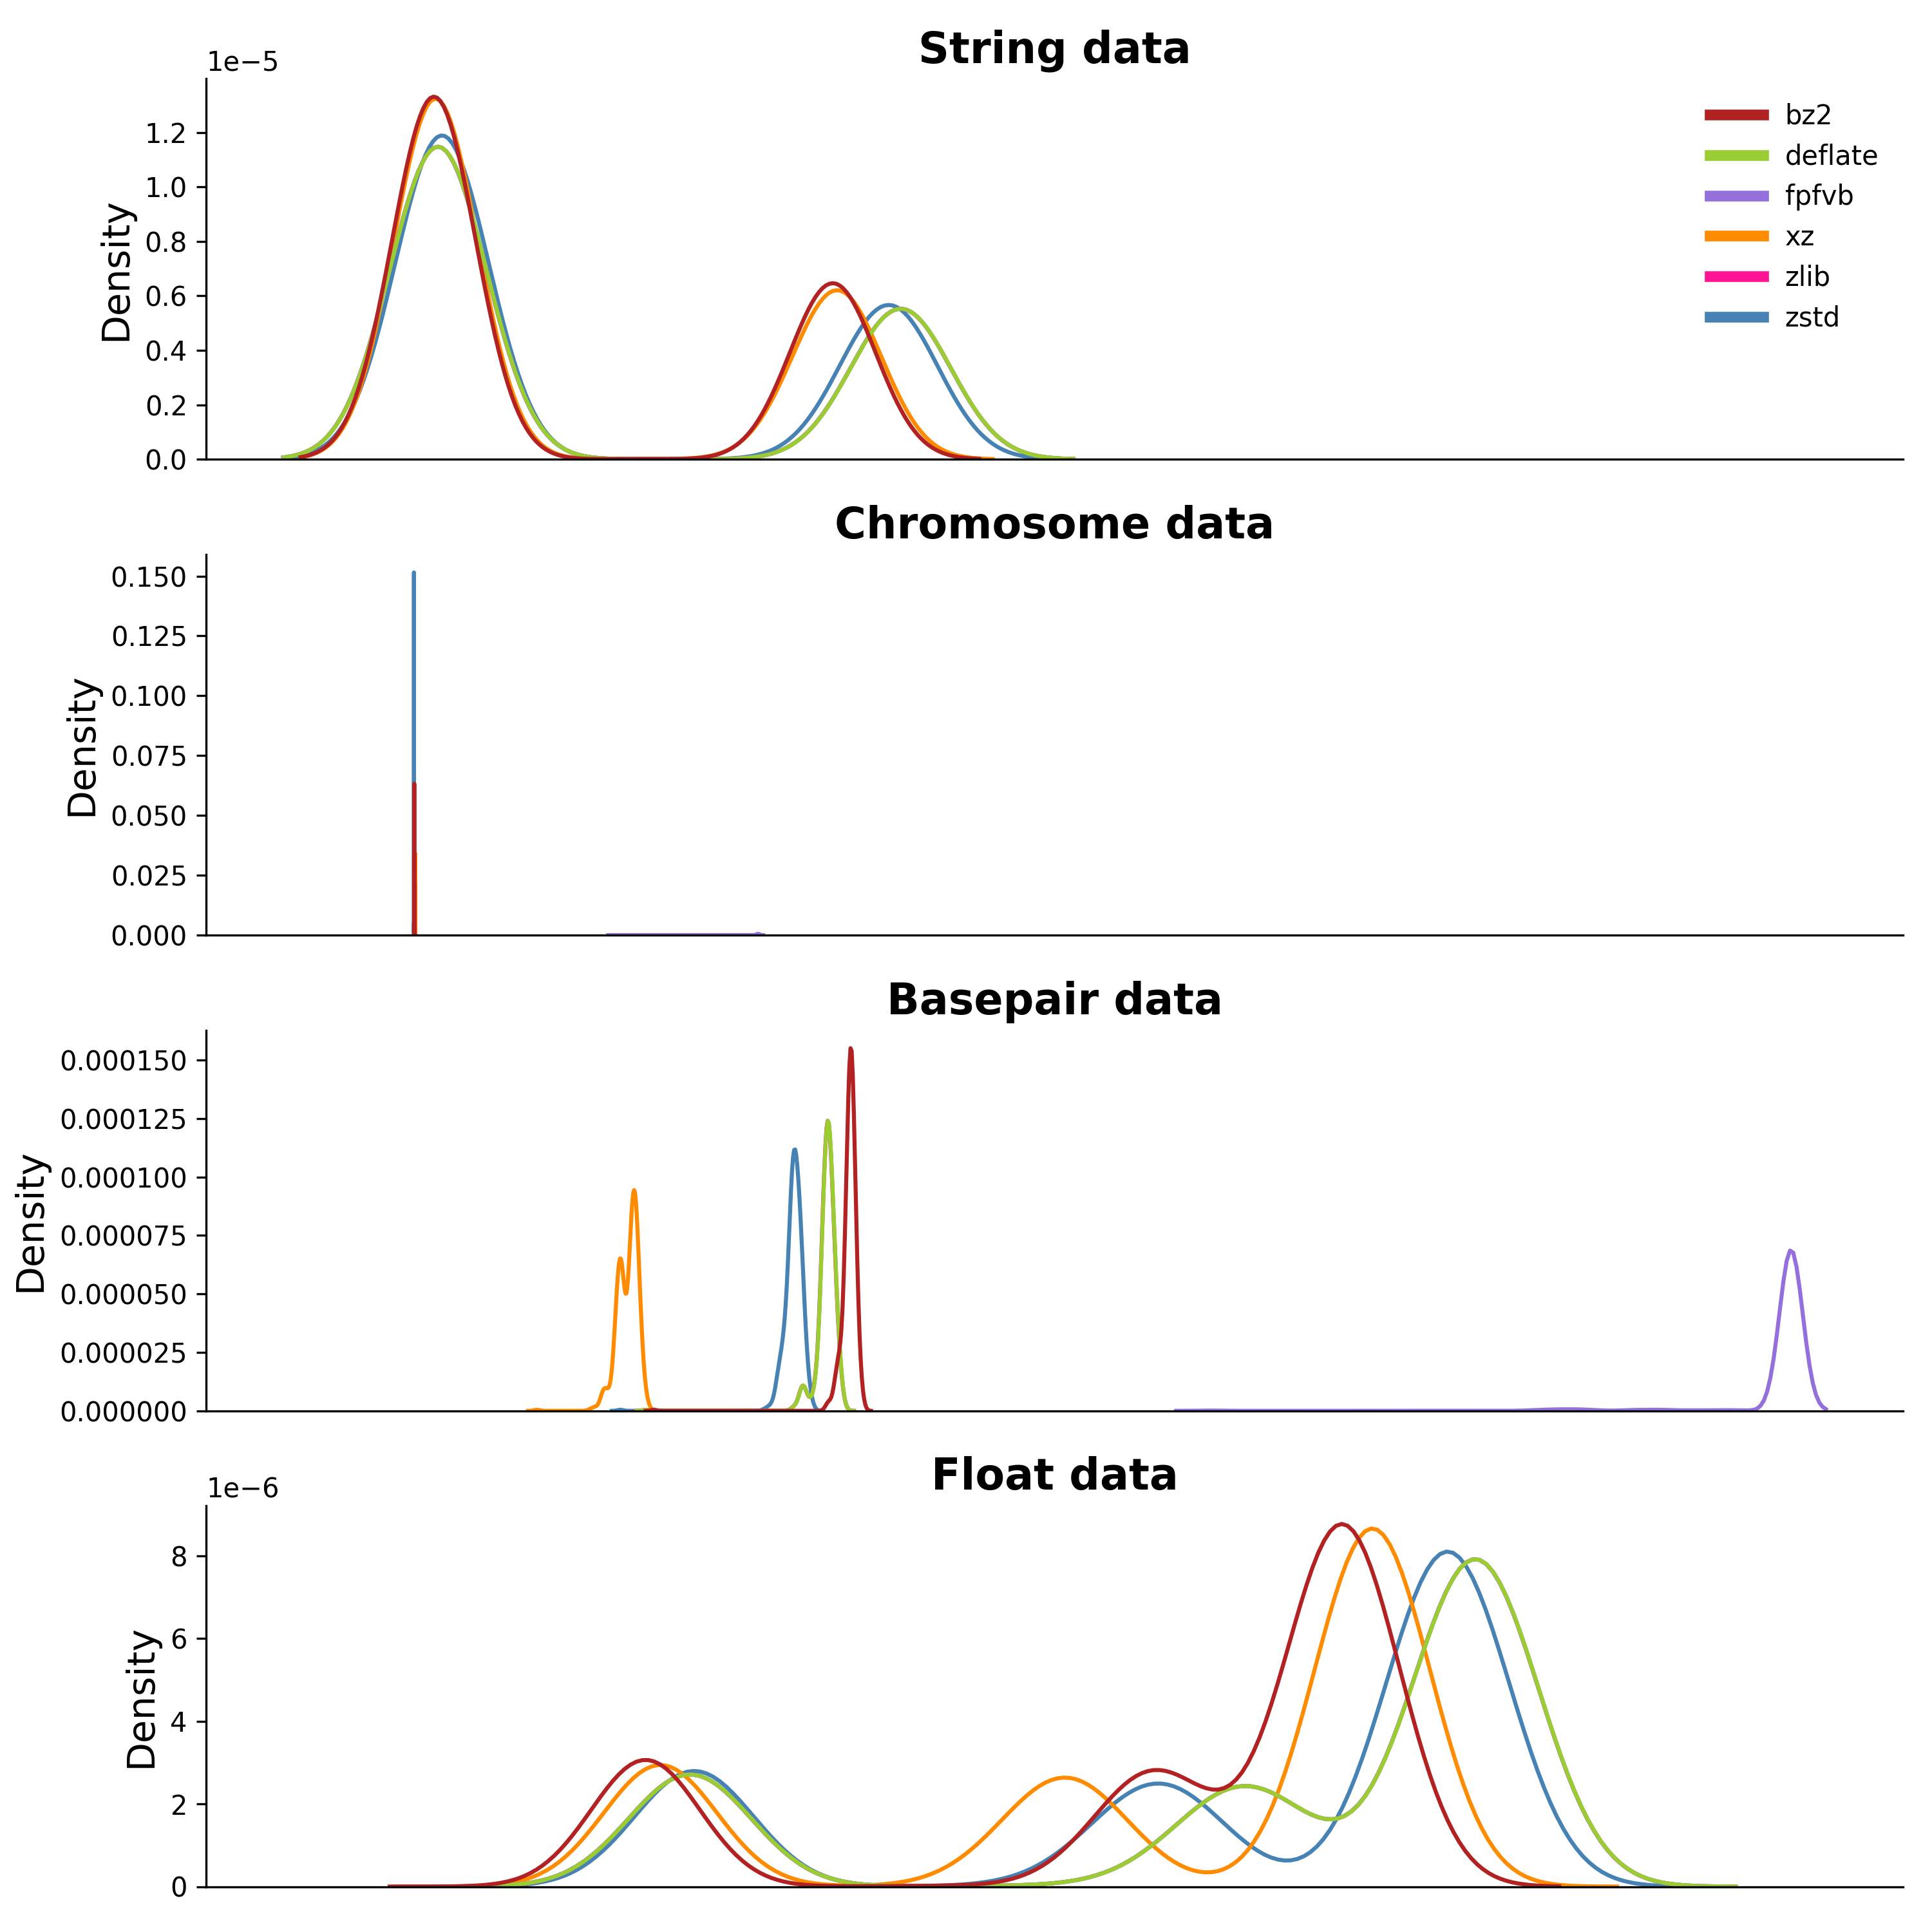 String data
1e−5
Density
1.2
1.0
0.8
0.6
0.4
0.2
0.0
bz2
deflate
fpfvb
xz
zlib
zstd
Chromosome data
Density
0.150
0.125
0.100
0.075
0.050
0.025
0.000
Basepair data
Density
0.000150
0.000125
0.000100
0.000075
0.000050
0.000025
0.000000
Float data
1e−6
Density
8
6
4
2
0